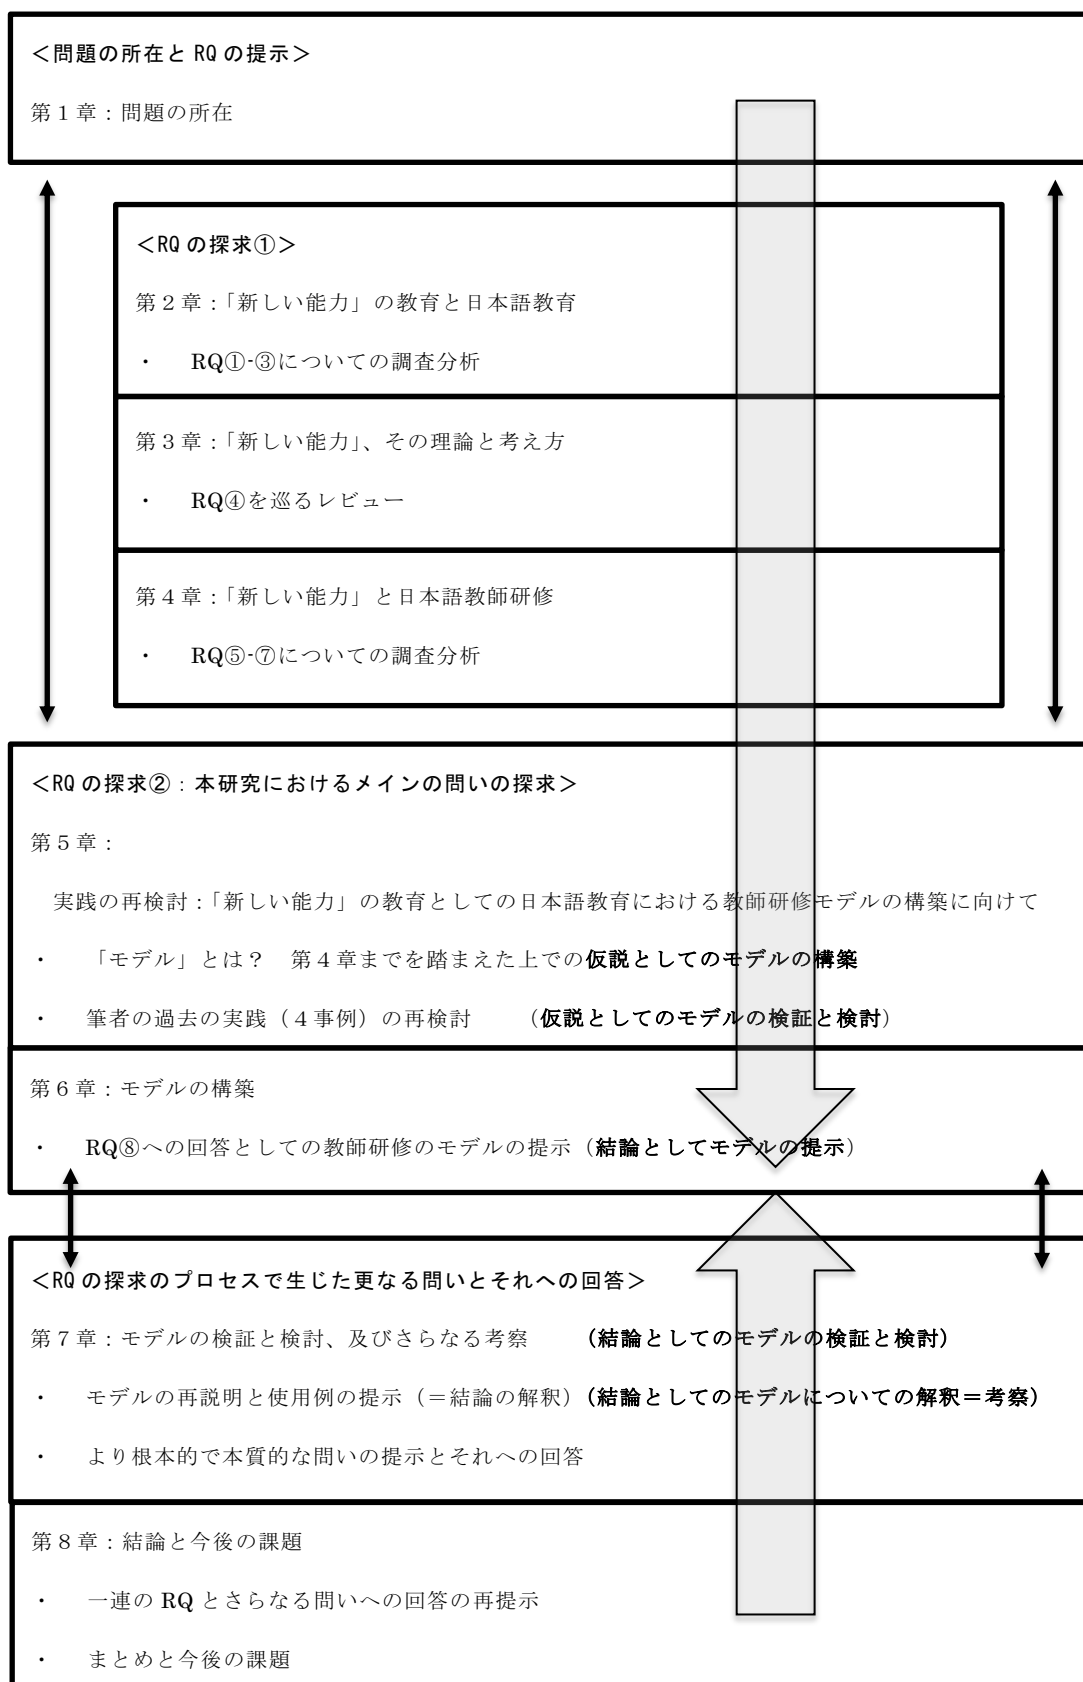 ＜問題の所在と RQ の提示＞
第１章：問題の所在
＜RQ の探求①＞
第２章：「新しい能力」の教育と日本語教育
・　RQ①-③についての調査分析
第３章：「新しい能力」、その理論と考え方
・　RQ④を巡るレビュー
第４章：「新しい能力」と日本語教師研修
・　RQ⑤-⑦についての調査分析
＜RQ の探求②：本研究におけるメインの問いの探求＞
第５章：
実践の再検討：「新しい能力」の教育としての日本語教育における教師研修モデルの構築に向けて
・　「モデル」とは？　第４章までを踏まえた上での仮説としてのモデルの構築
・　筆者の過去の実践（４事例）の再検討　　（仮説としてのモデルの検証と検討）
第６章：モデルの構築
・　RQ⑧への回答としての教師研修のモデルの提示（結論としてモデルの提示）
＜RQ の探求のプロセスで生じた更なる問いとそれへの回答＞
第７章：モデルの検証と検討、及びさらなる考察　　（結論としてのモデルの検証と検討）
・　モデルの再説明と使用例の提示（＝結論の解釈）（結論としてのモデルについての解釈＝考察）
・　より根本的で本質的な問いの提示とそれへの回答
第８章：結論と今後の課題
・　一連の RQ とさらなる問いへの回答の再提示
・　まとめと今後の課題